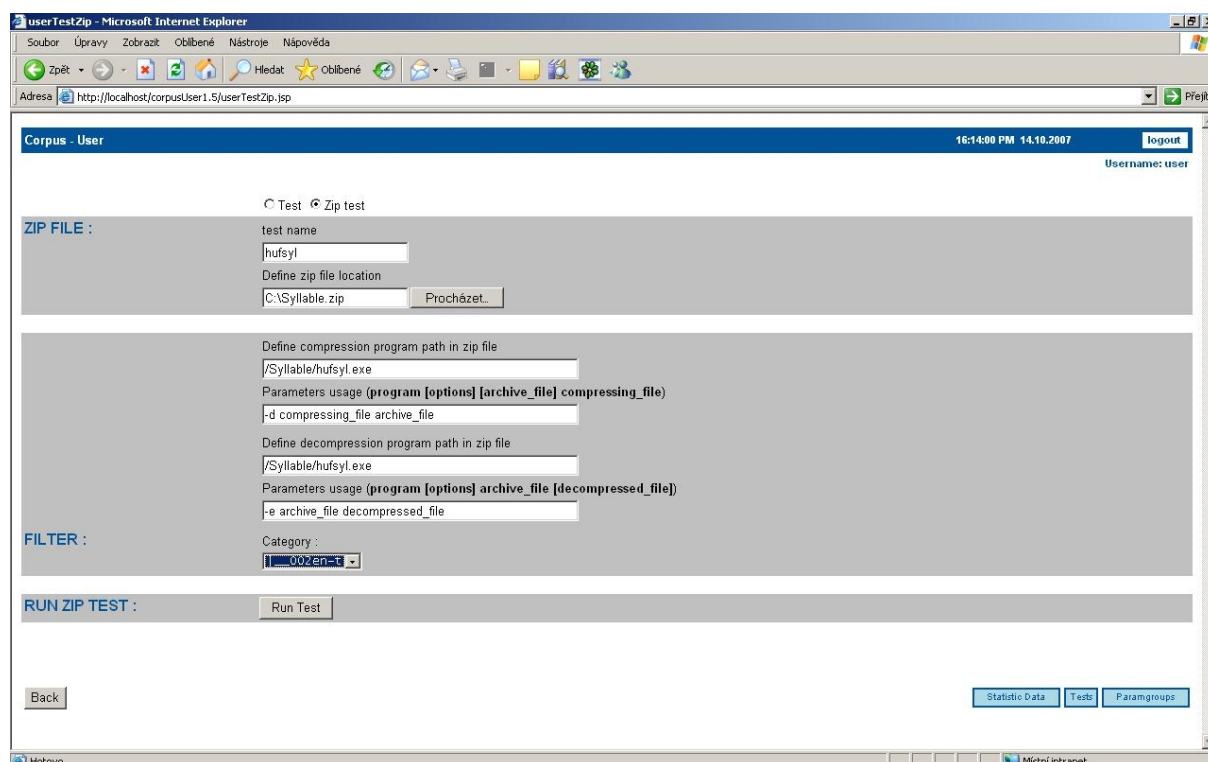 userTestZip - Microsoft Internet Explorer
Soubor Úpravy Zobrazit Oblíbené Nástroje Nápověda
Zpět Hledat Oblíbené
Adresa http://localhost/corpusUser1.5/userTestZip.jsp Přejít
Corpus - User 16:14:00 PM 14.10.2007 logout
Username: user
Test Zip test
ZIP FILE : test name
hufsyl
Define zip file location
C:\Syllable.zip Procházet...
Define compression program path in zip file
/Syllable/hufsyl.exe
Parameters usage (program [options] [archive_file] compressing_file)
-d compressing_file archive_file
Define decompression program path in zip file
/Syllable/hufsyl.exe
Parameters usage (program [options] archive_file [decompressed_file])
-e archive_file decompressed_file
FILTER : Category :
|__002en-t
RUN ZIP TEST : Run Test
Back Statistic Data Tests Paramgroups
Hotovo Místní intranet